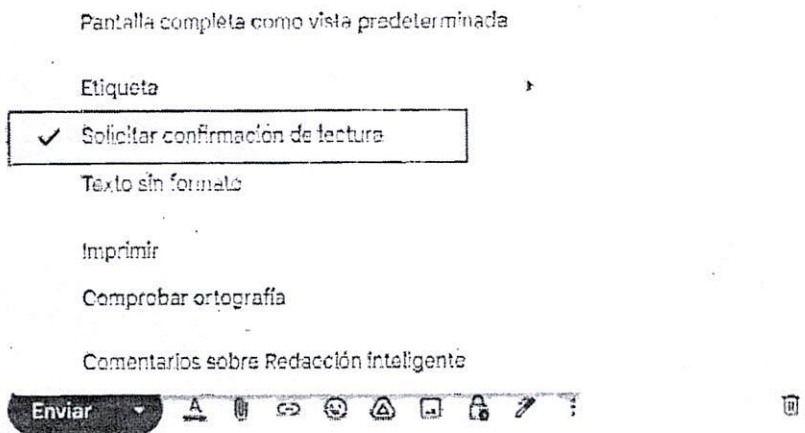 Pantalla completa como vista predeterminada
Etiqueta
Solicitar confirmación de lectura
Texto sin formato
Imprimir
Comprobar ortografía
Comentarios sobre Redacción inteligente
Enviar